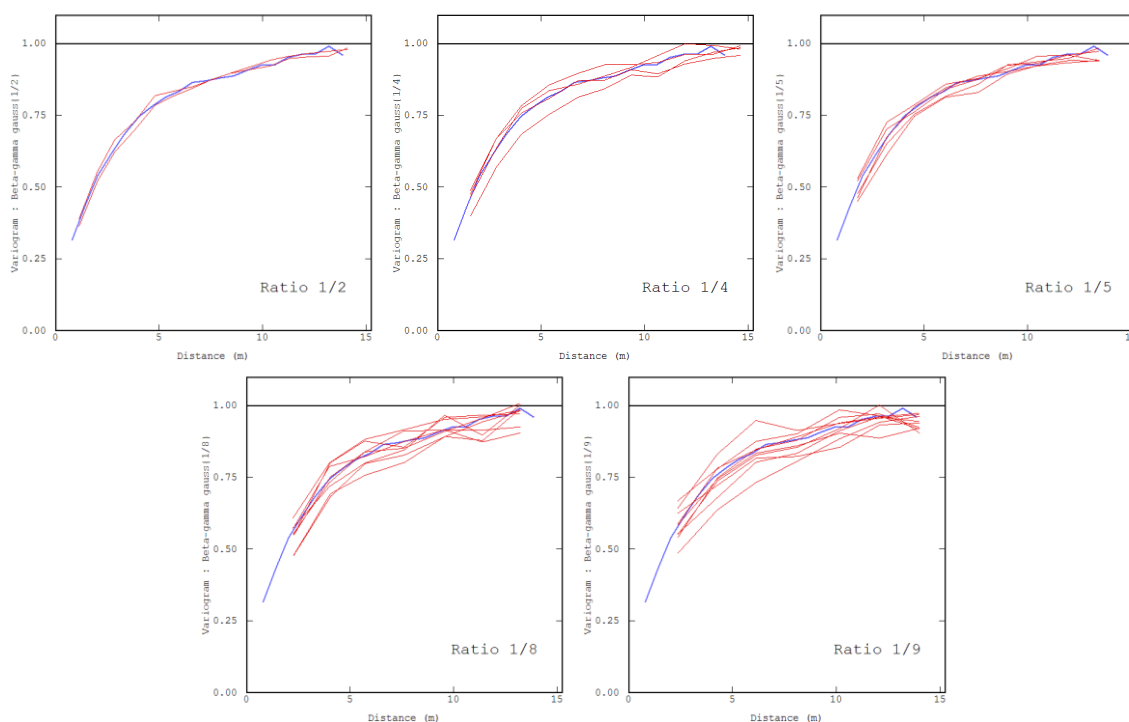 1.00
0.75
0.50
0.25
0.00
Variogram : Beta-gamma gauss{1/2}
Ratio 1/2
0 5 10 15
Distance (m)
1.00
0.75
0.50
0.25
0.00
Variogram : Beta-gamma gauss{1/4}
Ratio 1/4
0 5 10 15
Distance (m)
1.00
0.75
0.50
0.25
0.00
Variogram : Beta-gamma gauss{1/5}
Ratio 1/5
0 5 10 15
Distance (m)
1.00
0.75
0.50
0.25
0.00
Variogram : Beta-gamma gauss{1/8}
Ratio 1/8
0 5 10 15
Distance (m)
1.00
0.75
0.50
0.25
0.00
Variogram : Beta-gamma gauss{1/9}
Ratio 1/9
0 5 10 15
Distance (m)